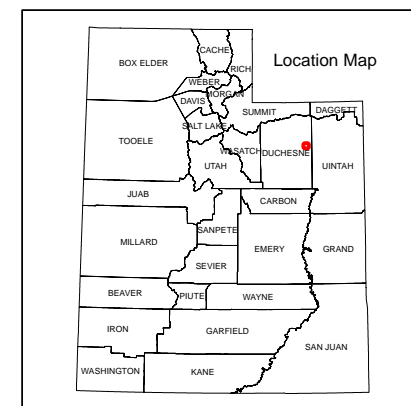 Location Map
CACHE
BOX ELDER
RICH
WEBER
MORGAN
DAVIS
SUMMIT
DAGGETT
SALT LAKE
TOOELE
WASATCH
DUCHESNE
UTAH
UINTAH
JUAB
CARBON
SANPETE
MILLARD
EMERY
GRAND
SEVIER
BEAVER
PIUTE
WAYNE
IRON
GARFIELD
SAN JUAN
WASHINGTON
KANE